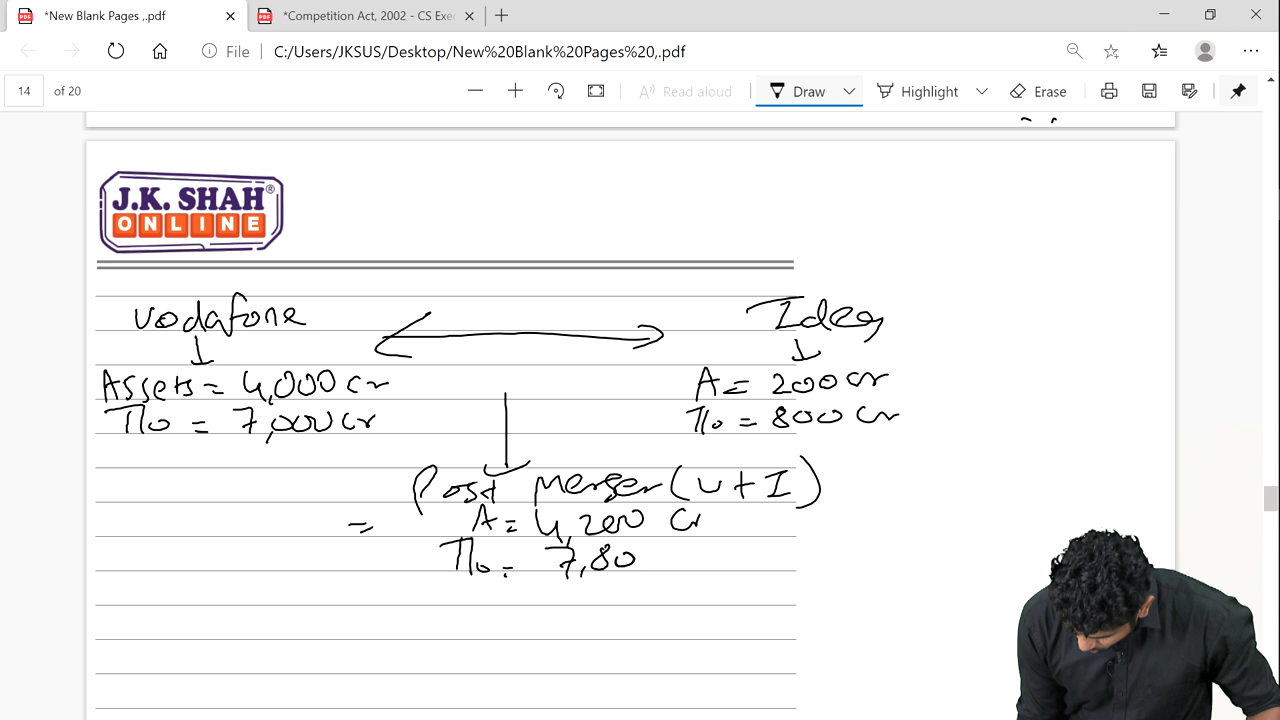 *New Blank Pages ,.pdf
*Competition Act, 2002 - CS Exec
File
C:/Users/JKSUS/Desktop/New%20Blank%20Pages%20,.pdf
14 of 20
Read aloud
Draw
Highlight
Erase
J.K. SHAH®
ONLINE
Vodafone
Idea
Assets = 4,000 cr
A = 200 cr
T/o = 7,000 cr
T/o = 800 cr
Post merger (V + I)
= A = 4,200 Cr
T/o = 7,80